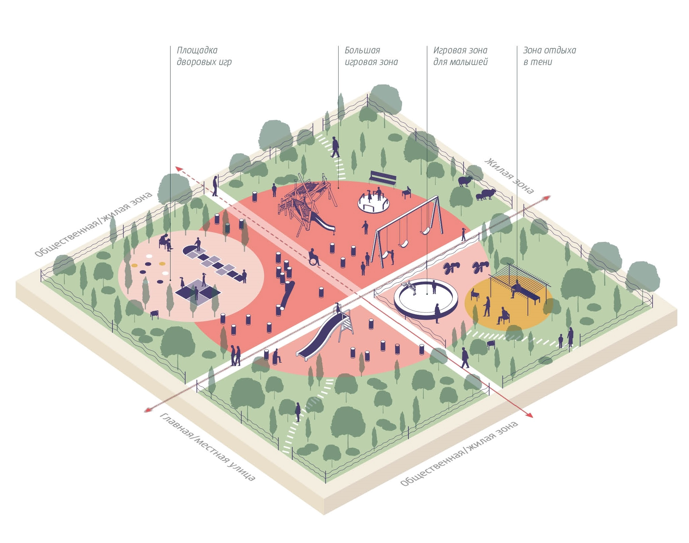 Площадка
дворовых игр
Большая
игровая зона
Игровая зона
для малышей
Зона отдыха
в тени
Общественная/жилая зона
Жилая зона
Главная/местная улица
Общественная/жилая зона